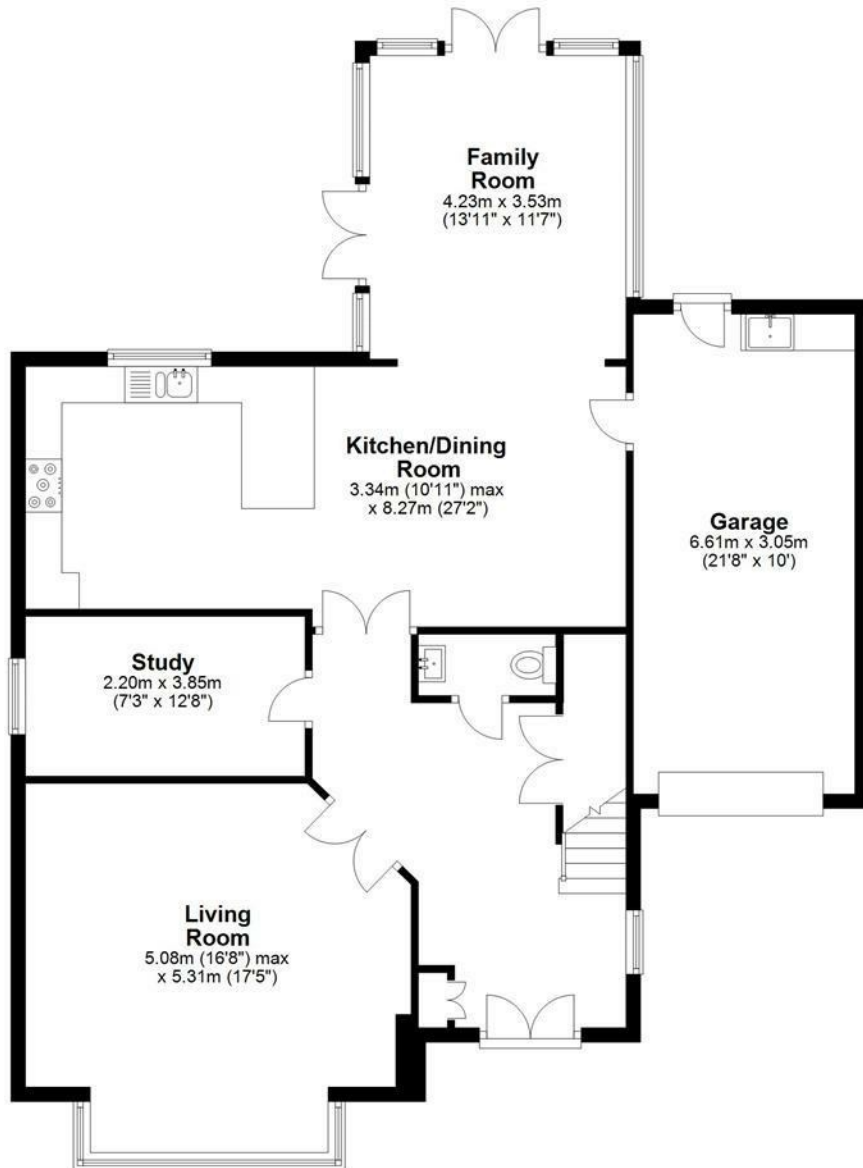 Family
Room
4.23m x 3.53m
(13'11" x 11'7")
Kitchen/Dining
Room
3.34m (10'11") max
x 8.27m (27'2")
Garage
6.61m x 3.05m
(21'8" x 10')
Study
2.20m x 3.85m
(7'3" x 12'8")
Living
Room
5.08m (16'8") max
x 5.31m (17'5")